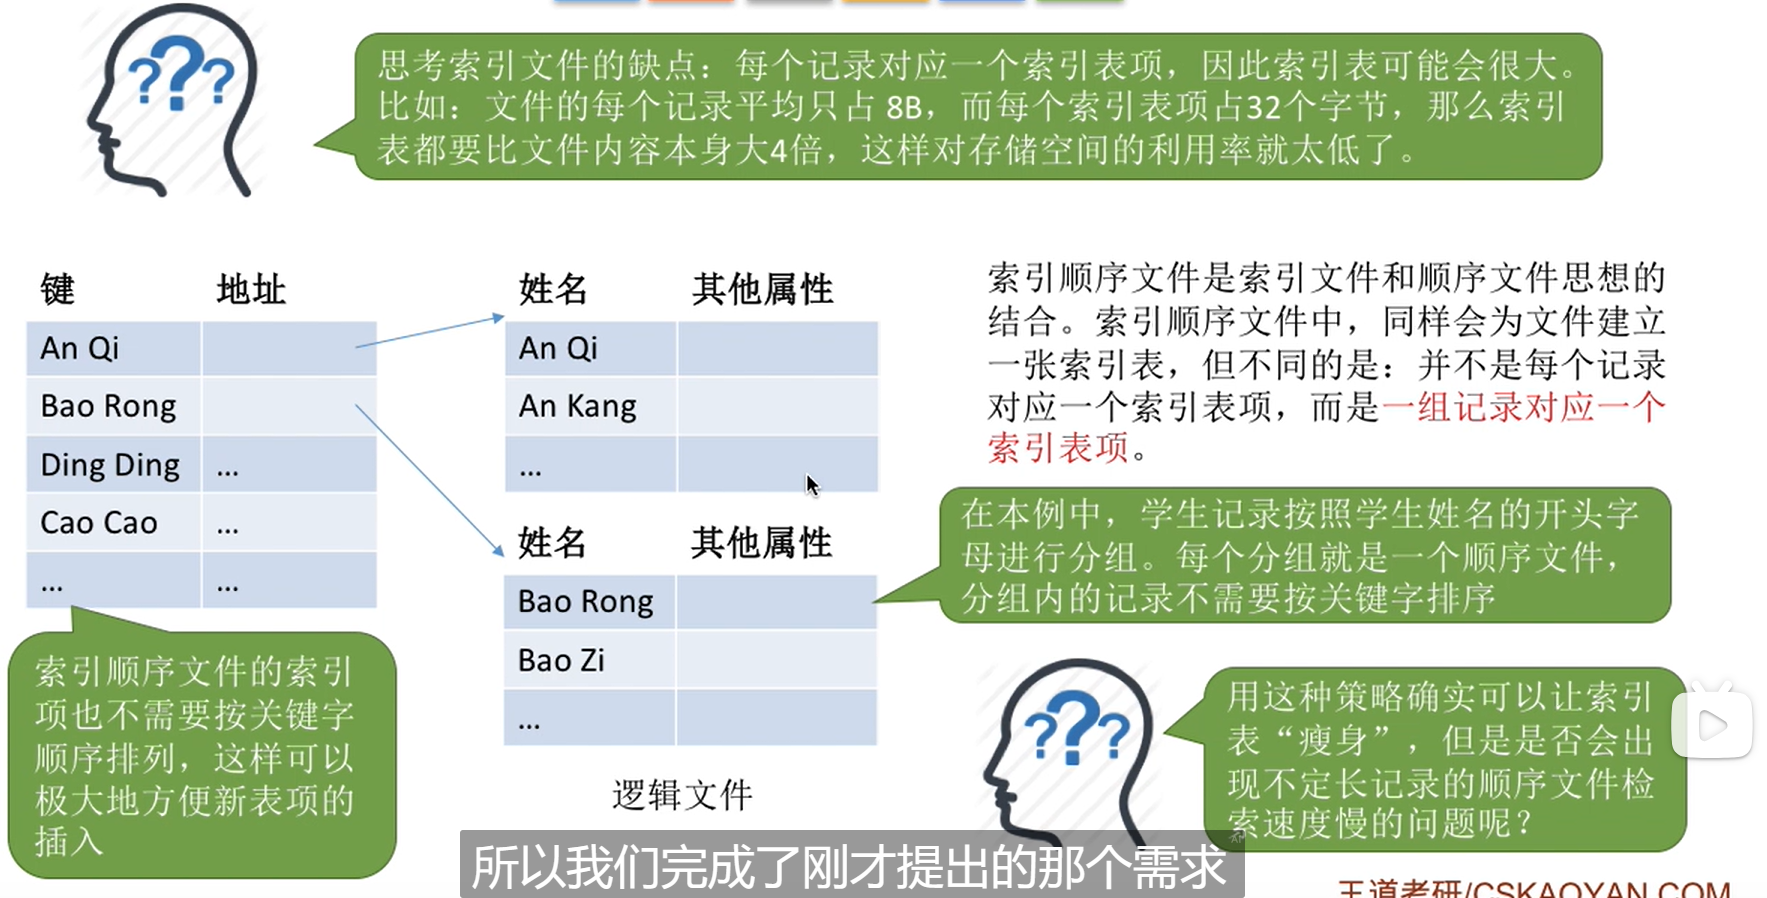 思考索引文件的缺点：每个记录对应一个索引表项，因此索引表可能会很大。
比如：文件的每个记录平均只占 8B，而每个索引表项占32个字节，那么索引
表都要比文件内容本身大4倍，这样对存储空间的利用率就太低了。
键 地址
An Qi
Bao Rong
Ding Ding ...
Cao Cao ...
... ...
姓名 其他属性
An Qi
An Kang
...
姓名 其他属性
Bao Rong
Bao Zi
...
逻辑文件
索引顺序文件是索引文件和顺序文件思想的
结合。索引顺序文件中，同样会为文件建立
一张索引表，但不同的是：并不是每个记录
对应一个索引表项，而是一组记录对应一个
索引表项。
在本例中，学生记录按照学生姓名的开头字
母进行分组。每个分组就是一个顺序文件，
分组内的记录不需要按关键字排序
索引顺序文件的索引
项也不需要按关键字
顺序排列，这样可以
极大地方便新表项的
插入
用这种策略确实可以让索引
表“瘦身”，但是是否会出
现不定长记录的顺序文件检
索速度慢的问题呢？
所以我们完成了刚才提出的那个需求
王道考研/CSKAOYAN.COM